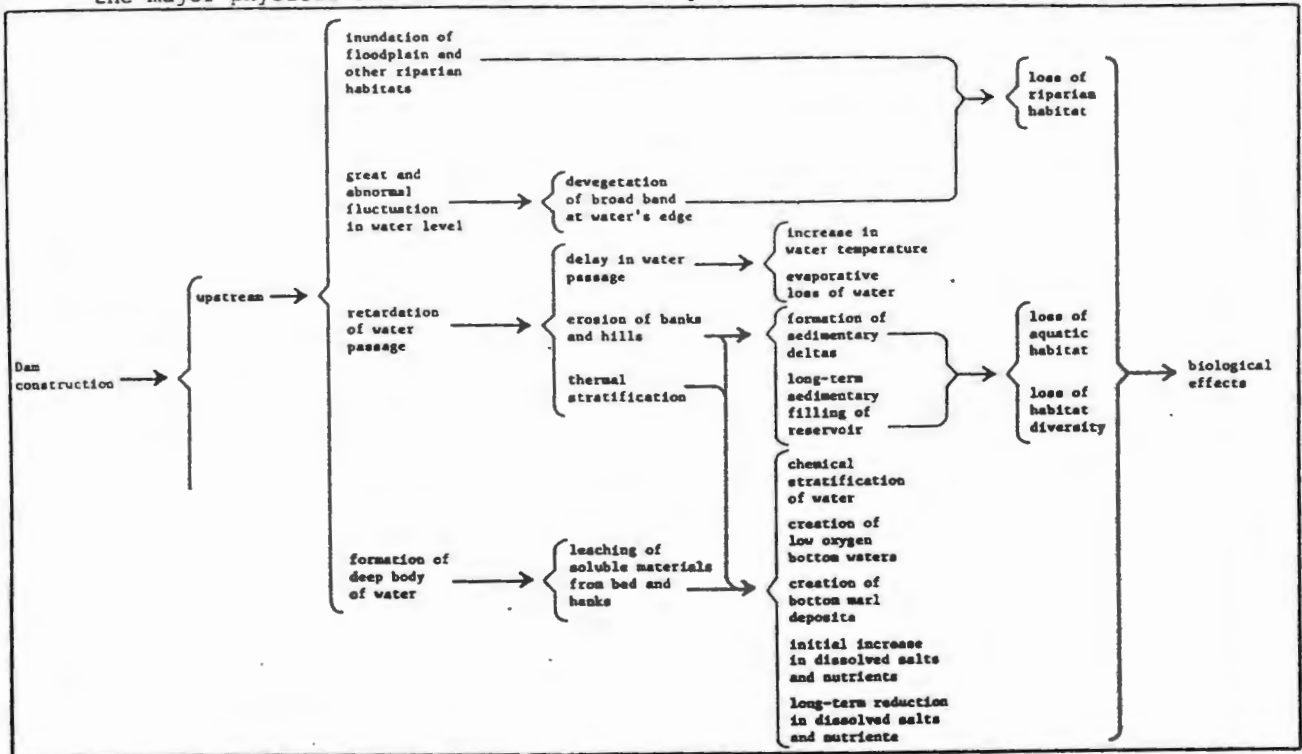 the major physical
inundation of
floodplain and
other riparian
habitats
loss of
riparian
habitat
great and
abnormal
fluctuation
in water level
devegetation
of broad band
at water's edge
increase in
water temperature
delay in water
passage
evaporative
loss of water
upstream
retardation
of water
passage
erosion of banks
and hills
formation of
sedimentary
deltas
loss of
aquatic
habitat
Dam
construction
biological
effects
thermal
stratification
long-term
sedimentary
filling of
reservoir
loss of
habitat
diversity
chemical
stratification
of water
creation of
low oxygen
bottom waters
formation of
deep body
of water
leaching of
soluble materials
from bed and
banks
creation of
bottom marl
deposits
initial increase
in dissolved salts
and nutrients
long-term reduction
in dissolved salts
and nutrients